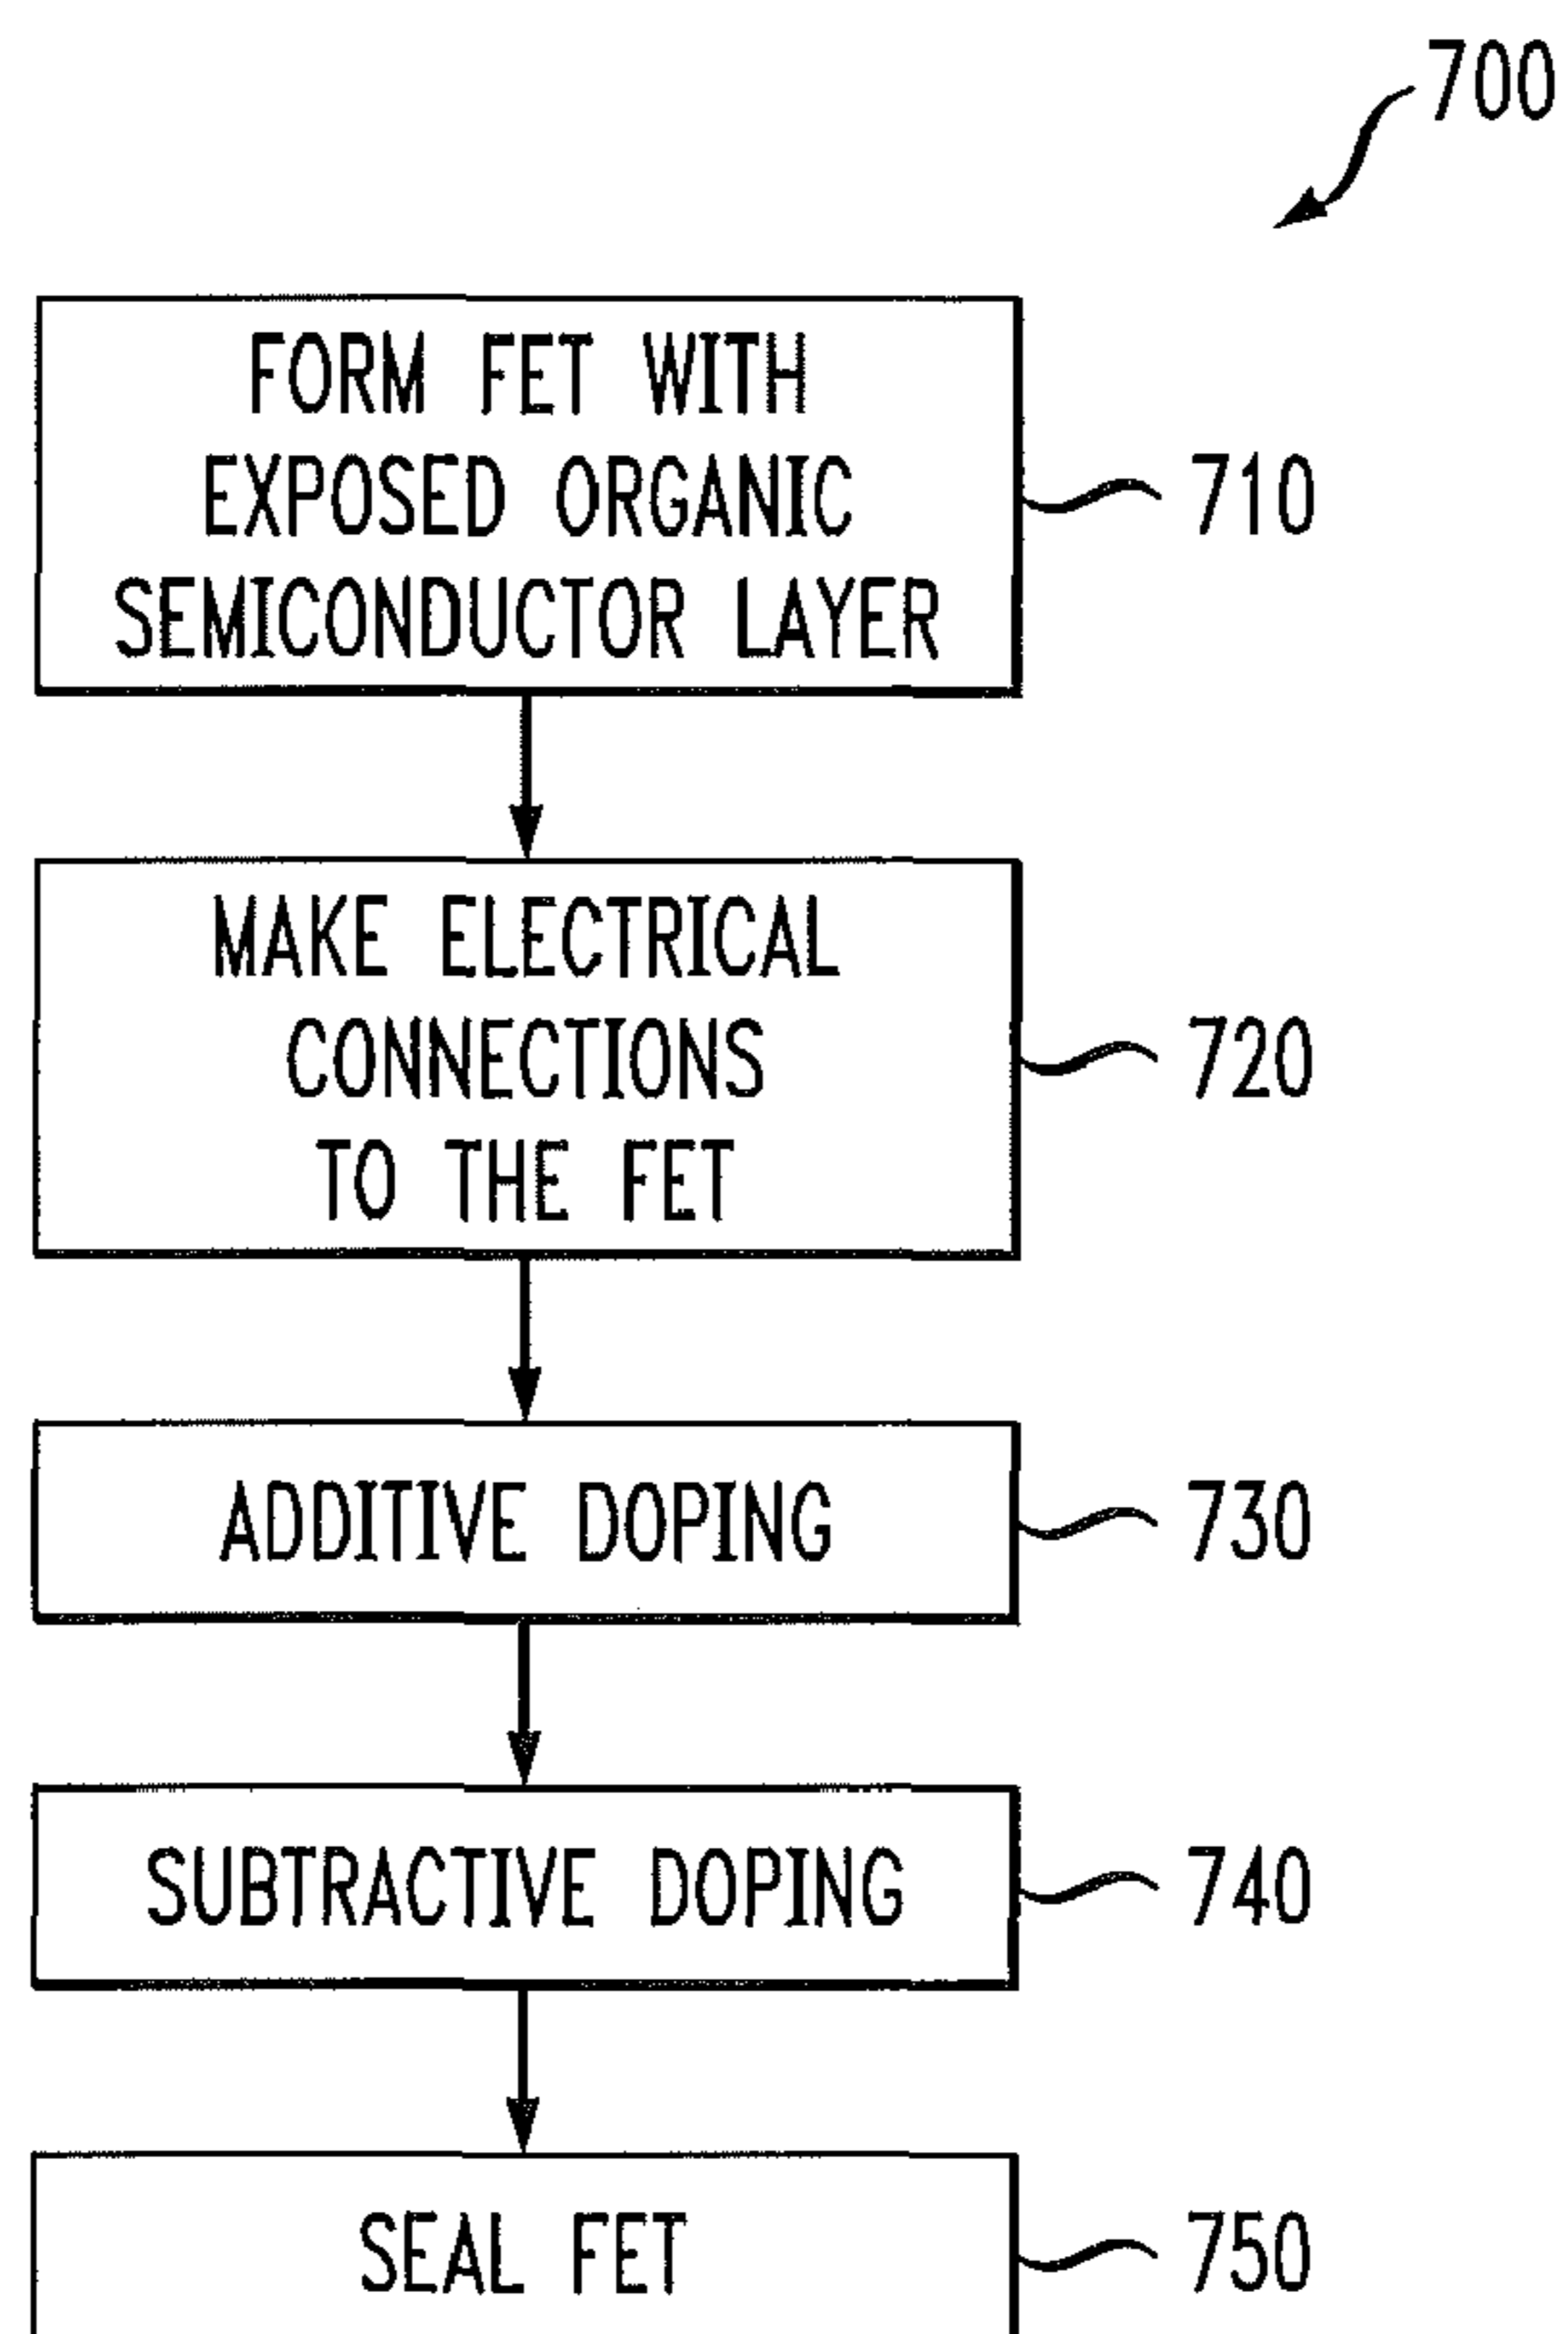 700
FORM FET WITH
EXPOSED ORGANIC
SEMICONDUCTOR LAYER
710
MAKE ELECTRICAL
CONNECTIONS
TO THE FET
720
ADDITIVE DOPING
730
SUBTRACTIVE DOPING
740
SEAL FET
750